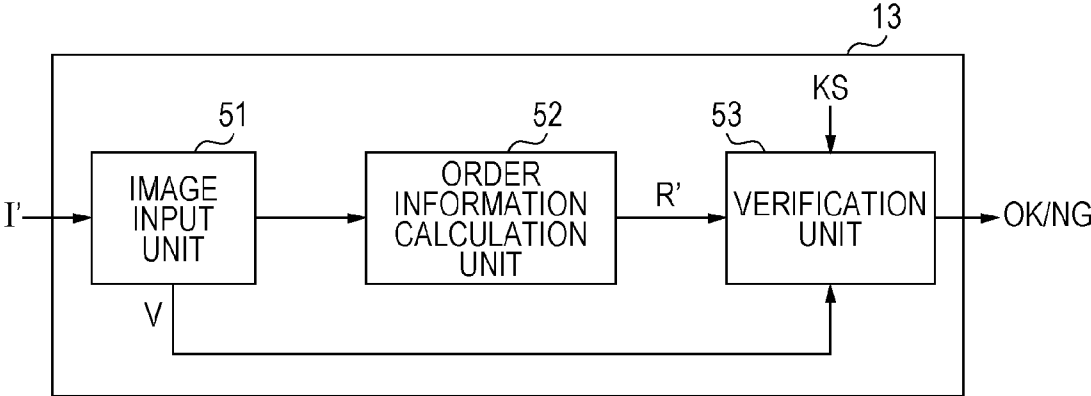 13
KS
51
52
53
I'
IMAGE
INPUT
UNIT
ORDER
INFORMATION
CALCULATION
UNIT
R'
VERIFICATION
UNIT
OK/NG
V